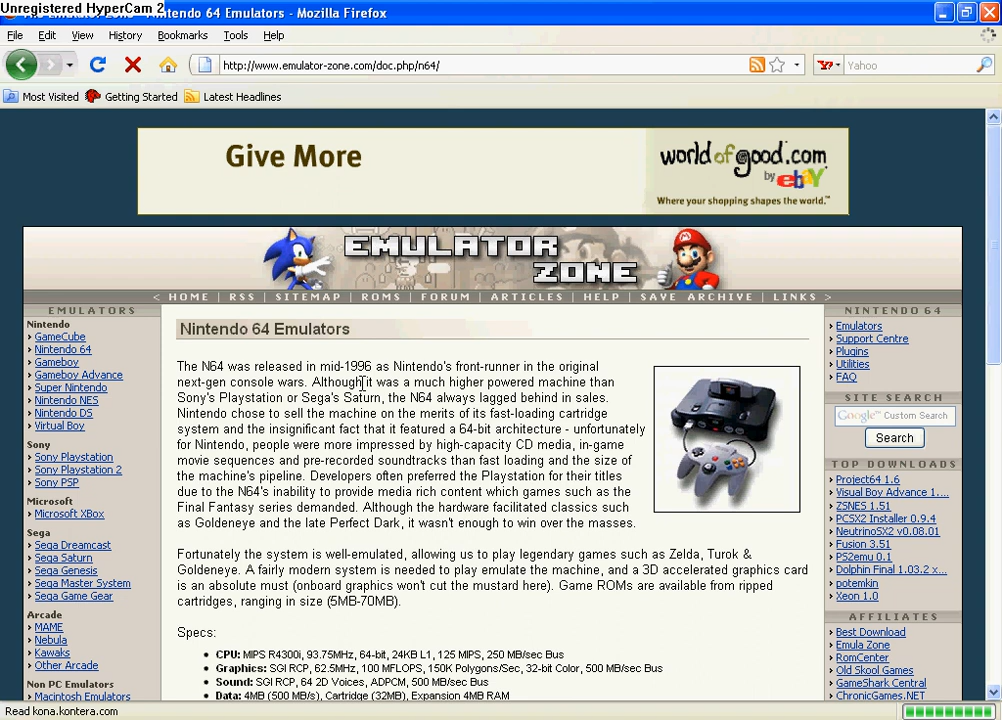 Unregistered HyperCam 2
Nintendo 64 Emulators - Mozilla Firefox
File Edit View History Bookmarks Tools Help
http://www.emulator-zone.com/doc.php/n64/
Yahoo
Most Visited Getting Started Latest Headlines
Give More
worldofgood.com
by ebY
Where your shopping shapes the world.™
EMULATOR
ZONE
< HOME | RSS | SITEMAP | ROMS | FORUM | ARTICLES | HELP | SAVE ARCHIVE | LINKS >
EMULATORS
Nintendo
GameCube
Nintendo 64
Gameboy
Gameboy Advance
Super Nintendo
Nintendo NES
Nintendo DS
Virtual Boy
Sony
Sony Playstation
Sony Playstation 2
Sony PSP
Microsoft
Microsoft XBox
Sega
Sega Dreamcast
Sega Saturn
Sega Genesis
Sega Master System
Sega Game Gear
Arcade
MAME
Nebula
Kawaks
Other Arcade
Non PC Emulators
Macintosh Emulators
Nintendo 64 Emulators
The N64 was released in mid-1996 as Nintendo's front-runner in the original
next-gen console wars. Although it was a much higher powered machine than
Sony's Playstation or Sega's Saturn, the N64 always lagged behind in sales.
Nintendo chose to sell the machine on the merits of its fast-loading cartridge
system and the insignificant fact that it featured a 64-bit architecture - unfortunately
for Nintendo, people were more impressed by high-capacity CD media, in-game
movie sequences and pre-recorded soundtracks than fast loading and the size of
the machine's pipeline. Developers often preferred the Playstation for their titles
due to the N64's inability to provide media rich content which games such as the
Final Fantasy series demanded. Although the hardware facilitated classics such
as Goldeneye and the late Perfect Dark, it wasn't enough to win over the masses.
Fortunately the system is well-emulated, allowing us to play legendary games such as Zelda, Turok &
Goldeneye. A fairly modern system is needed to play emulate the machine, and a 3D accelerated graphics card
is an absolute must (onboard graphics won't cut the mustard here). Game ROMs are available from ripped
cartridges, ranging in size (5MB-70MB).
Specs:
CPU: MIPS R4300i, 93.75MHz, 64-bit, 24KB L1, 125 MIPS, 250 MB/sec Bus
Graphics: SGI RCP, 62.5MHz, 100 MFLOPS, 150K Polygons/Sec, 32-bit Color, 500 MB/sec Bus
Sound: SGI RCP, 64 2D Voices, ADPCM, 500 MB/sec Bus
Data: 4MB (500 MB/s), Cartridge (32MB), Expansion 4MB RAM
NINTENDO 64
Emulators
Support Centre
Plugins
Utilities
FAQ
SITE SEARCH
Google™ Custom Search
Search
TOP DOWNLOADS
Project64 1.6
Visual Boy Advance 1....
ZSNES 1.51
PCSX2 Installer 0.9.4
NeutrinoSX2 v0.08.01
Fusion 3.51
PS2emu 0.1
Dolphin Final 1.03.2 x...
potemkin
Xeon 1.0
AFFILIATES
Best Download
Emula Zone
RomCenter
Old Skool Games
GameShark Central
ChronicGames.NET
Read kona.kontera.com